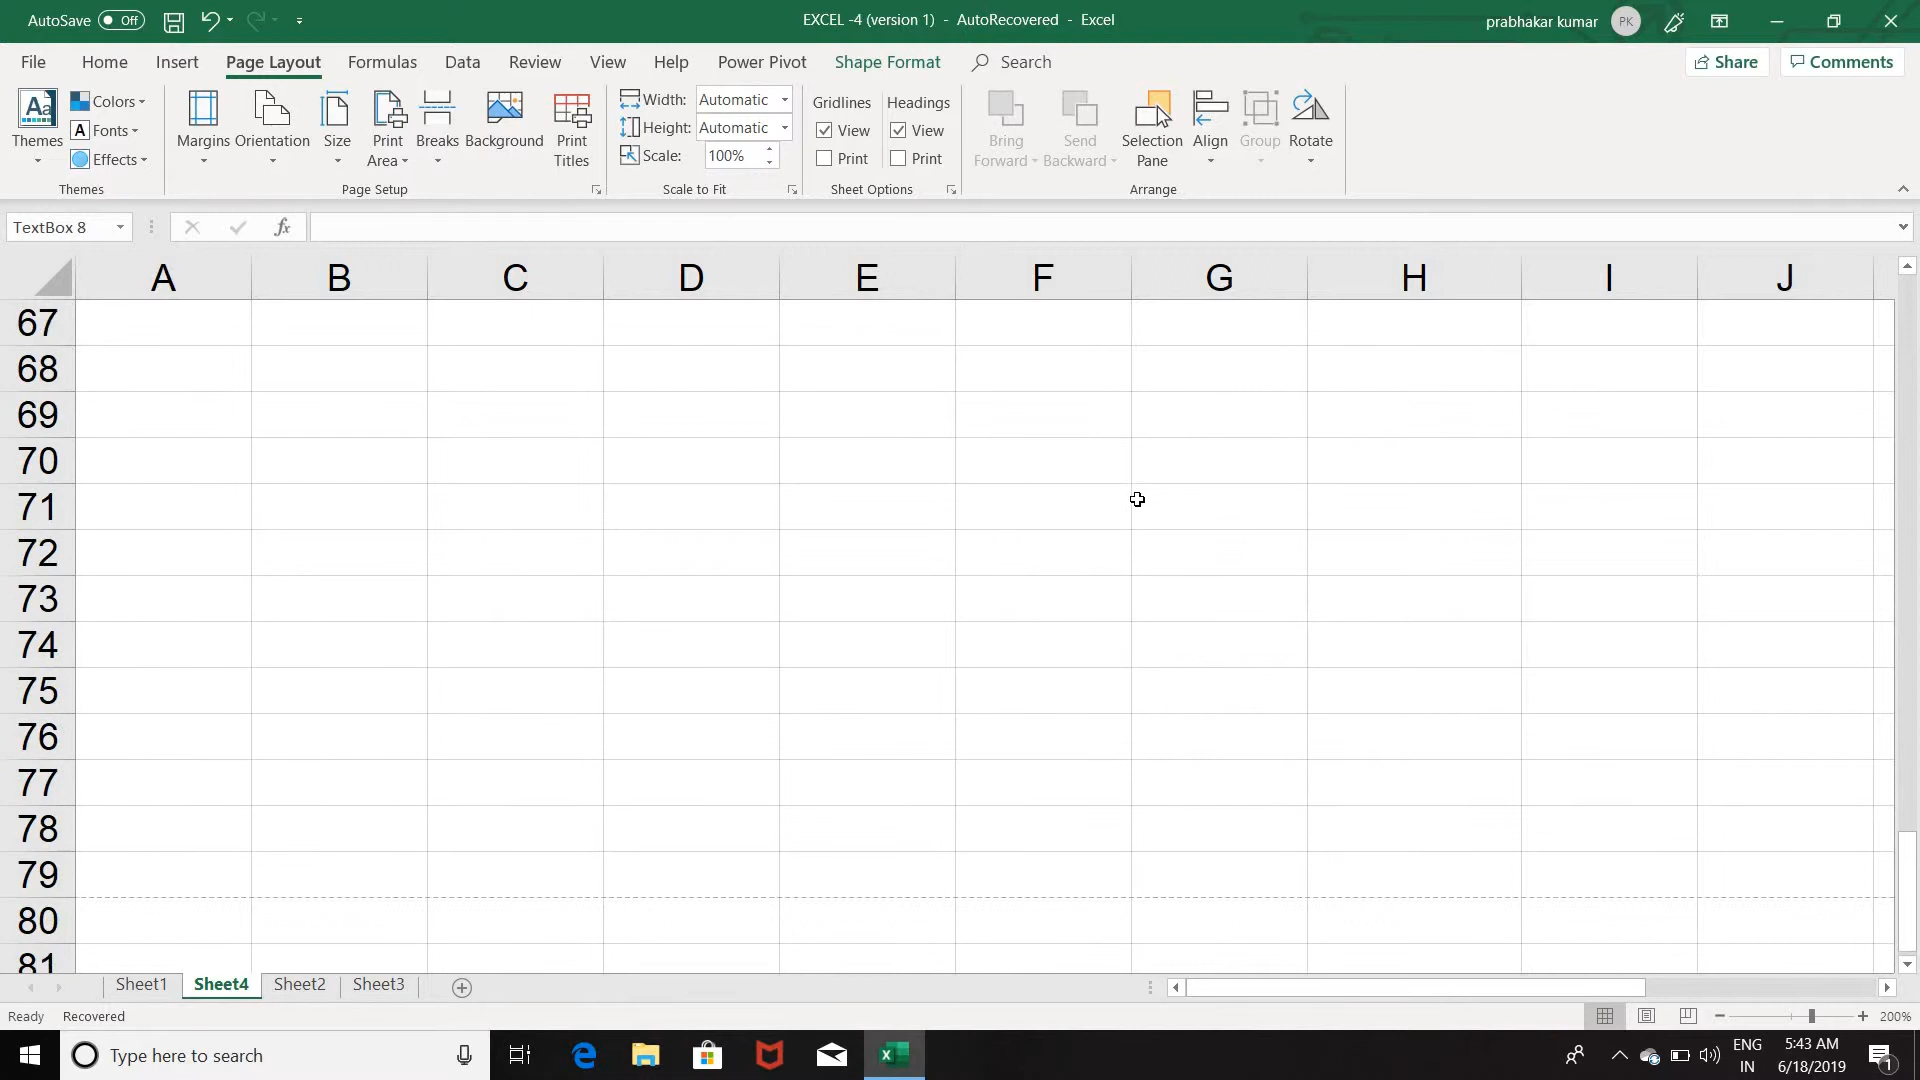 AutoSave Off
EXCEL -4 (version 1) - AutoRecovered - Excel
prabhakar kumar PK
File Home Insert Page Layout Formulas Data Review View Help Power Pivot Shape Format Search
Share Comments
Aa Themes
Colors
Fonts
Effects
Themes
Margins Orientation Size Print Area Breaks Background Print Titles
Page Setup
Width: Automatic
Height: Automatic
Scale: 100%
Scale to Fit
Gridlines Headings
View View
Print Print
Sheet Options
Bring Forward Send Backward Selection Pane Align Group Rotate
Arrange
TextBox 8 fx
A B C D E F G H I J
67
68
69
70
71
72
73
74
75
76
77
78
79
80
81
Sheet1 Sheet4 Sheet2 Sheet3
Ready Recovered
200%
Type here to search
ENG
IN
5:43 AM
6/18/2019
1